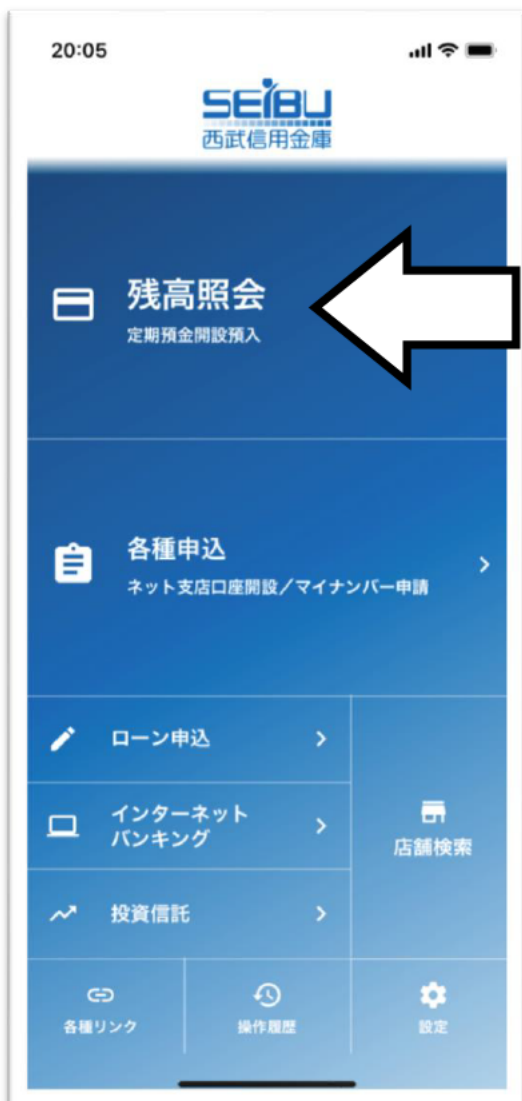 20:05
SEIBU
西武信用金庫
残高照会
定期預金開設預入
各種申込
ネット支店口座開設／マイナンバー申請
ローン申込
インターネット
バンキング
店舗検索
投資信託
各種リンク
操作履歴
設定